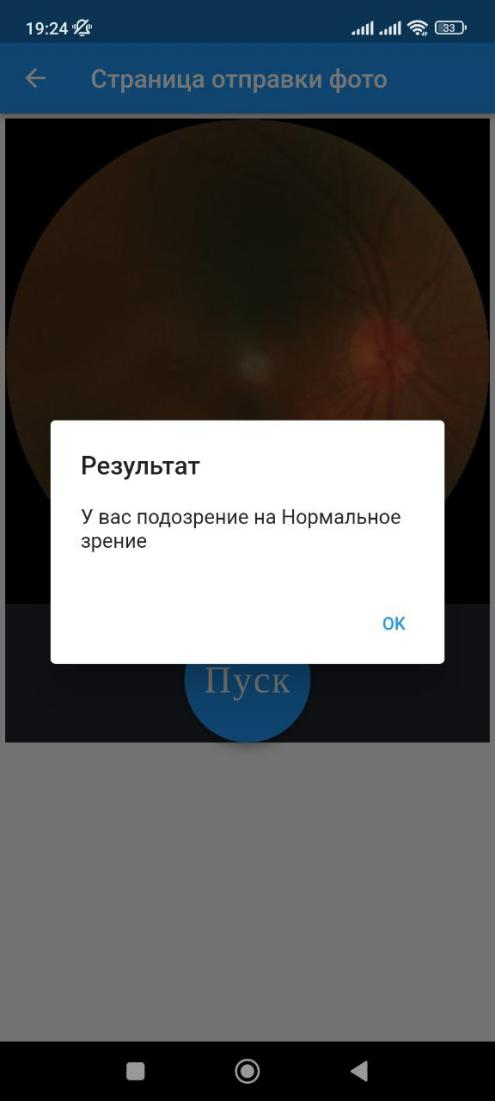 19:24
33
Страница отправки фото
Результат
У вас подозрение на Нормальное
зрение
OK
Пуск